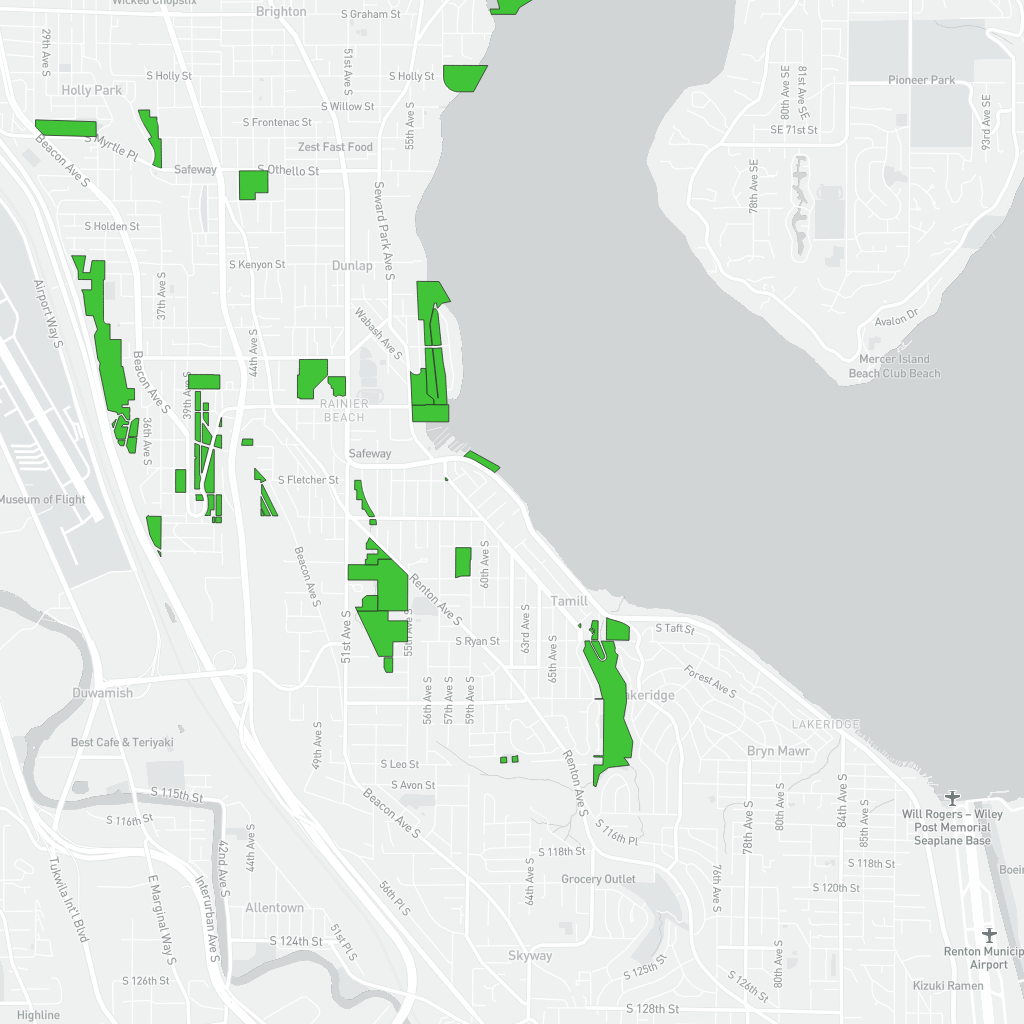 Wicked Chopstix
Brighton
S Graham St
29th Ave S
S Holly St
51st Ave S
S Holly St
Holly Park
S Willow St
55th Ave S
S Frontenac St
S Myrtle Pl
Zest Fast Food
Beacon Ave S
Safeway
S Othello St
Pioneer Park
80th Ave SE
81st Ave SE
SE 71st St
93rd Ave SE
78th Ave SE
Seward Park Ave S
S Holden St
S Kenyon St
Dunlap
37th Ave S
Airport Way S
Wabash Ave S
44th Ave S
Avalon Dr
Mercer Island
Beach Club Beach
Beacon Ave S
39th Ave S
RAINIER
BEACH
36th Ave S
Safeway
S Fletcher St
Museum of Flight
Beacon Ave S
60th Ave S
Renton Ave S
Tamill
63rd Ave S
S Taft St
51st Ave S
55th Ave S
S Ryan St
65th Ave S
Forest Ave S
Duwamish
56th Ave S
57th Ave S
59th Ave S
LAKERIDGE
49th Ave S
Best Cafe & Teriyaki
Bryn Mawr
S Leo St
S Avon St
Renton Ave S
S 115th St
S 116th St
Beacon Ave S
80th Ave S
84th Ave S
Will Rogers – Wiley
Post Memorial
Seaplane Base
78th Ave S
85th Ave S
S 116th Pl
44th Ave S
42nd Ave S
S 118th St
S 118th St
Tukwila Int'l Blvd
E Marginal Way S
Interurban Ave S
56th Pl S
64th Ave S
Grocery Outlet
76th Ave S
S 120th St
Allentown
S 124th St
51st Pl S
Skyway
S 125th St
S 126th St
S 126th St
80th Ave S
Renton Municip
Airport
Kizuki Ramen
Highline
S 128th St